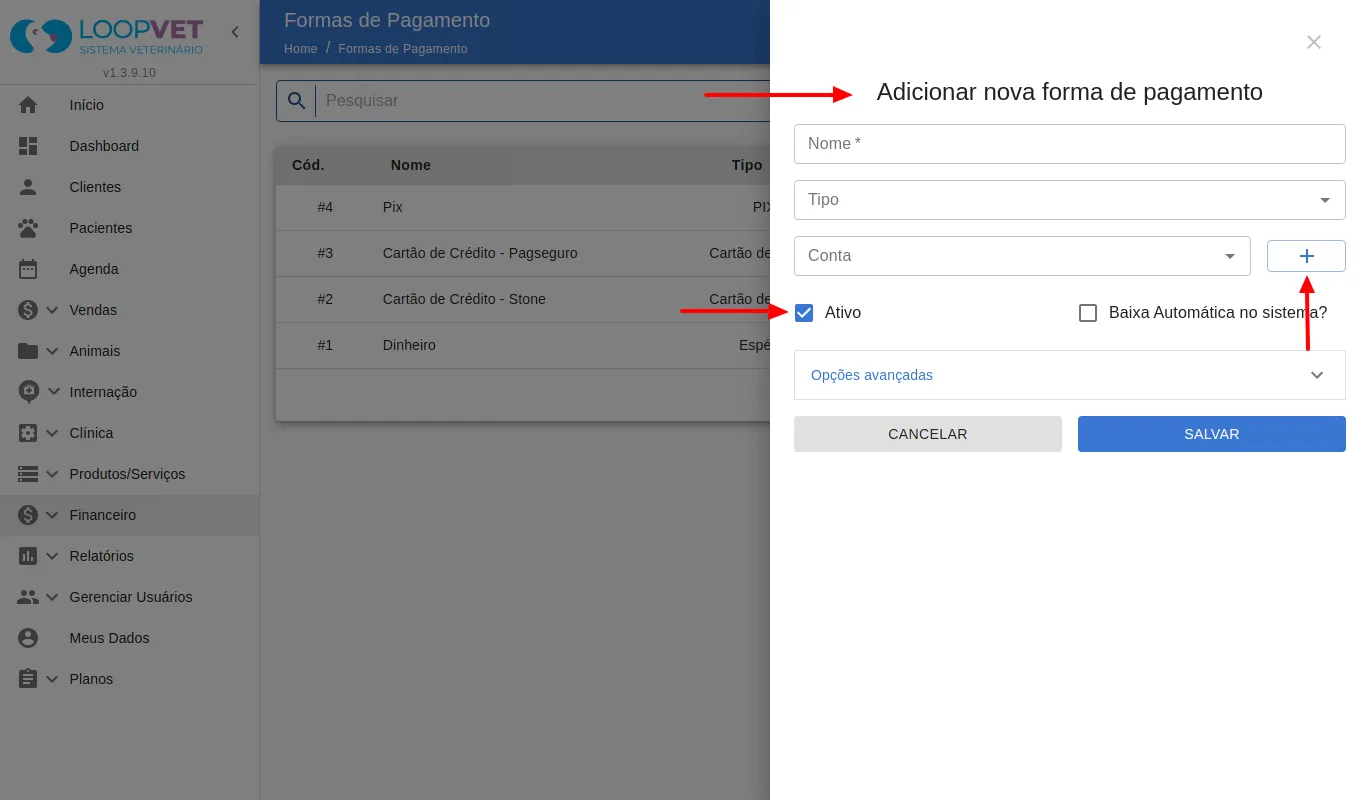 LOOPVET
SISTEMA VETERINÁRIO
v1.3.9.10
Início
Dashboard
Clientes
Pacientes
Agenda
Vendas
Animais
Internação
Clínica
Produtos/Serviços
Financeiro
Relatórios
Gerenciar Usuários
Meus Dados
Planos
Formas de Pagamento
Home / Formas de Pagamento
Pesquisar
Cód. Nome Tipo
#4 Pix PIX
#3 Cartão de Crédito - Pagseguro Cartão de
#2 Cartão de Crédito - Stone Cartão de
#1 Dinheiro Espé
Adicionar nova forma de pagamento
Nome *
Tipo
Conta
Ativo Baixa Automática no sistema?
Opções avançadas
CANCELAR SALVAR